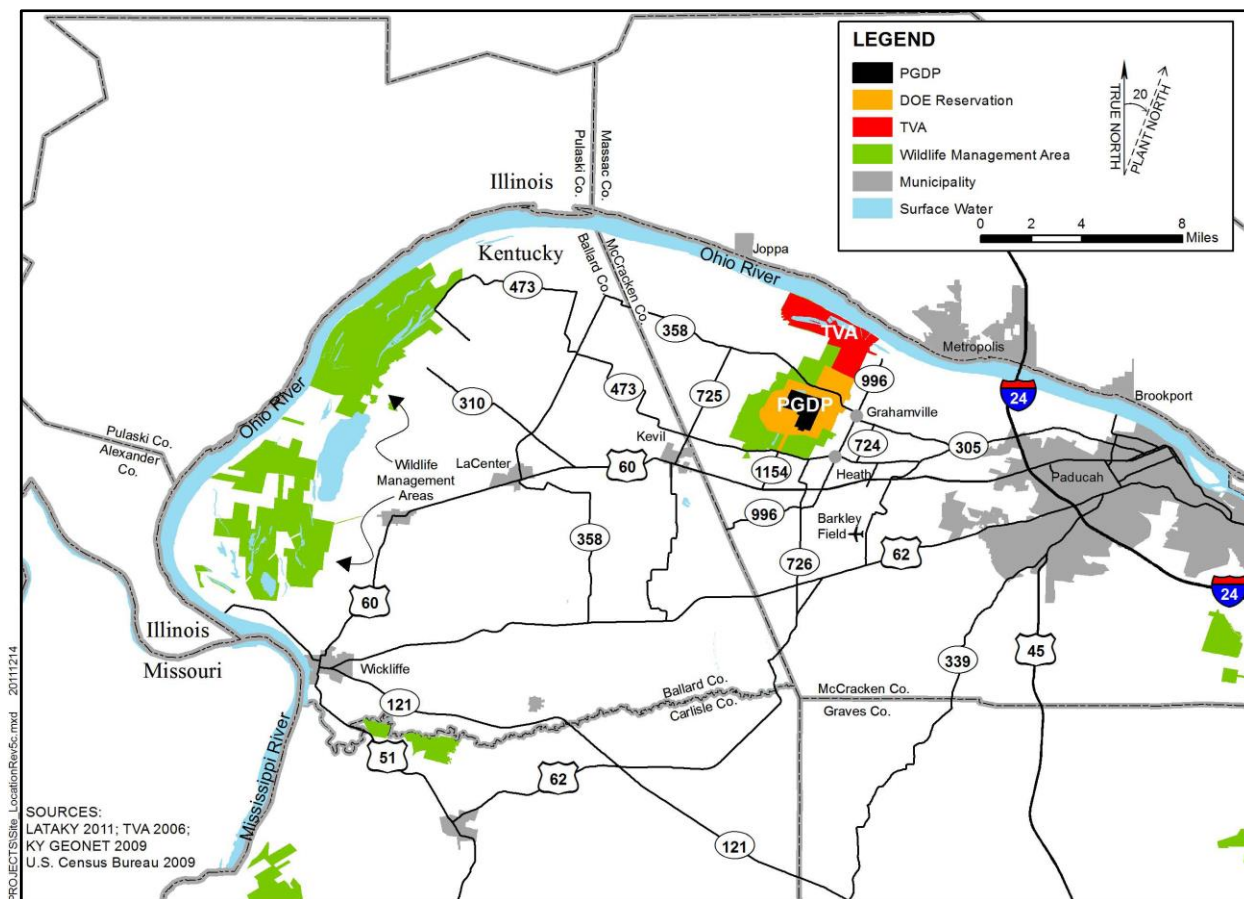 LEGEND
PGDP
DOE Reservation
TVA
Wildlife Management Area
Municipality
Surface Water
TRUE NORTH
20
PLANT NORTH
0 2 4 8
Miles
Pulaski Co.
Massac Co.
Illinois
Kentucky
Ballard Co.
McCracken Co.
Ohio River
Joppa
473
358
TVA
Metropolis
996
24
Brookport
473
725
PGDP
Grahamville
310
Ohio River
Kevil
724
305
Pulaski Co.
Alexander Co.
Wildlife
Management
Areas
LaCenter
60
1154
Heath
Paducah
996
Barkley
Field
358
726
62
60
24
Illinois
Missouri
Wickliffe
339
45
121
Ballard Co.
Carlisle Co.
McCracken Co.
Graves Co.
51
62
Mississippi River
121
SOURCES:
LATAKY 2011; TVA 2006;
KY GEONET 2009
U.S. Census Bureau 2009
PROJECTS\Site_LocationRev5c.mxd 20111214